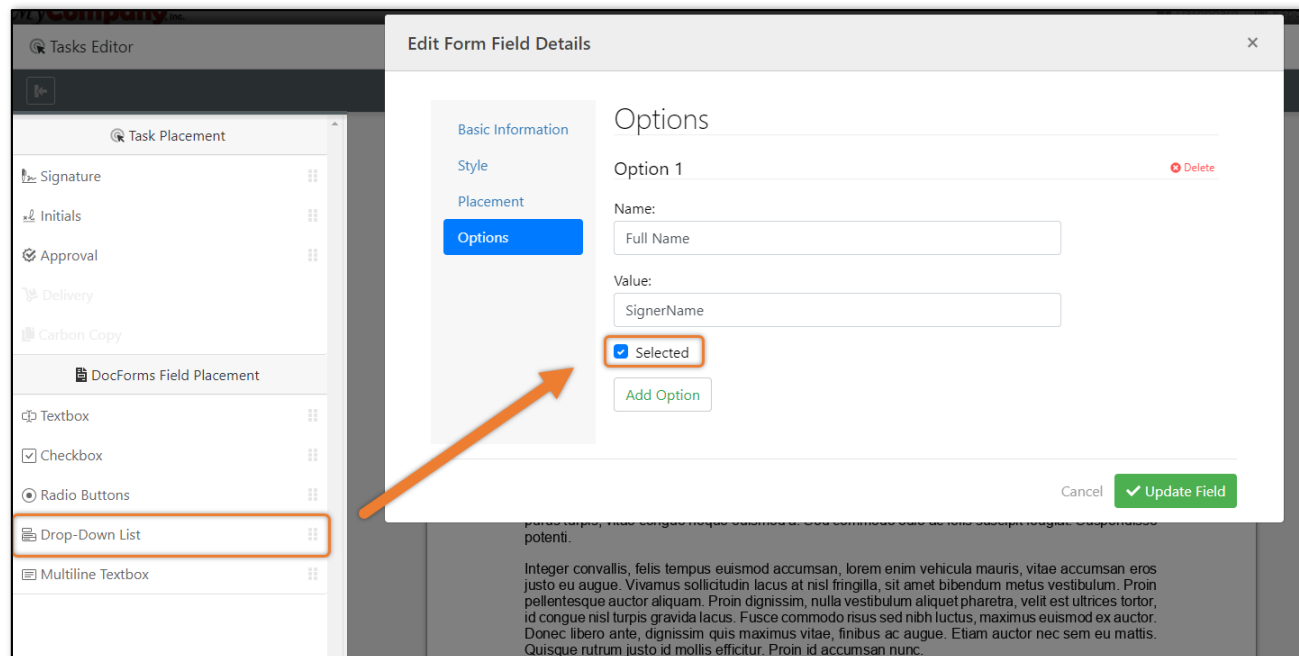 MyCompany, Inc.
Tasks Editor
Task Placement
Signature
Initials
Approval
Delivery
Carbon Copy
DocForms Field Placement
Textbox
Checkbox
Radio Buttons
Drop-Down List
Multiline Textbox
Edit Form Field Details
×
Basic Information
Style
Placement
Options
Options
Option 1
Delete
Name:
Full Name
Value:
SignerName
Selected
Add Option
Cancel
Update Field
potenti.
Integer convallis, felis tempus euismod accumsan, lorem enim vehicula mauris, vitae accumsan eros
justo eu augue. Vivamus sollicitudin lacus at nisl fringilla, sit amet bibendum metus vestibulum. Proin
pellentesque auctor aliquam. Proin dignissim, nulla vestibulum aliquet pharetra, velit est ultrices tortor,
id congue nisl turpis gravida lacus. Fusce commodo risus sed nibh luctus, maximus euismod ex auctor.
Donec libero ante, dignissim quis maximus vitae, finibus ac augue. Etiam auctor nec sem eu mattis.
Quisque rutrum justo id mollis efficitur. Proin id accumsan nunc.